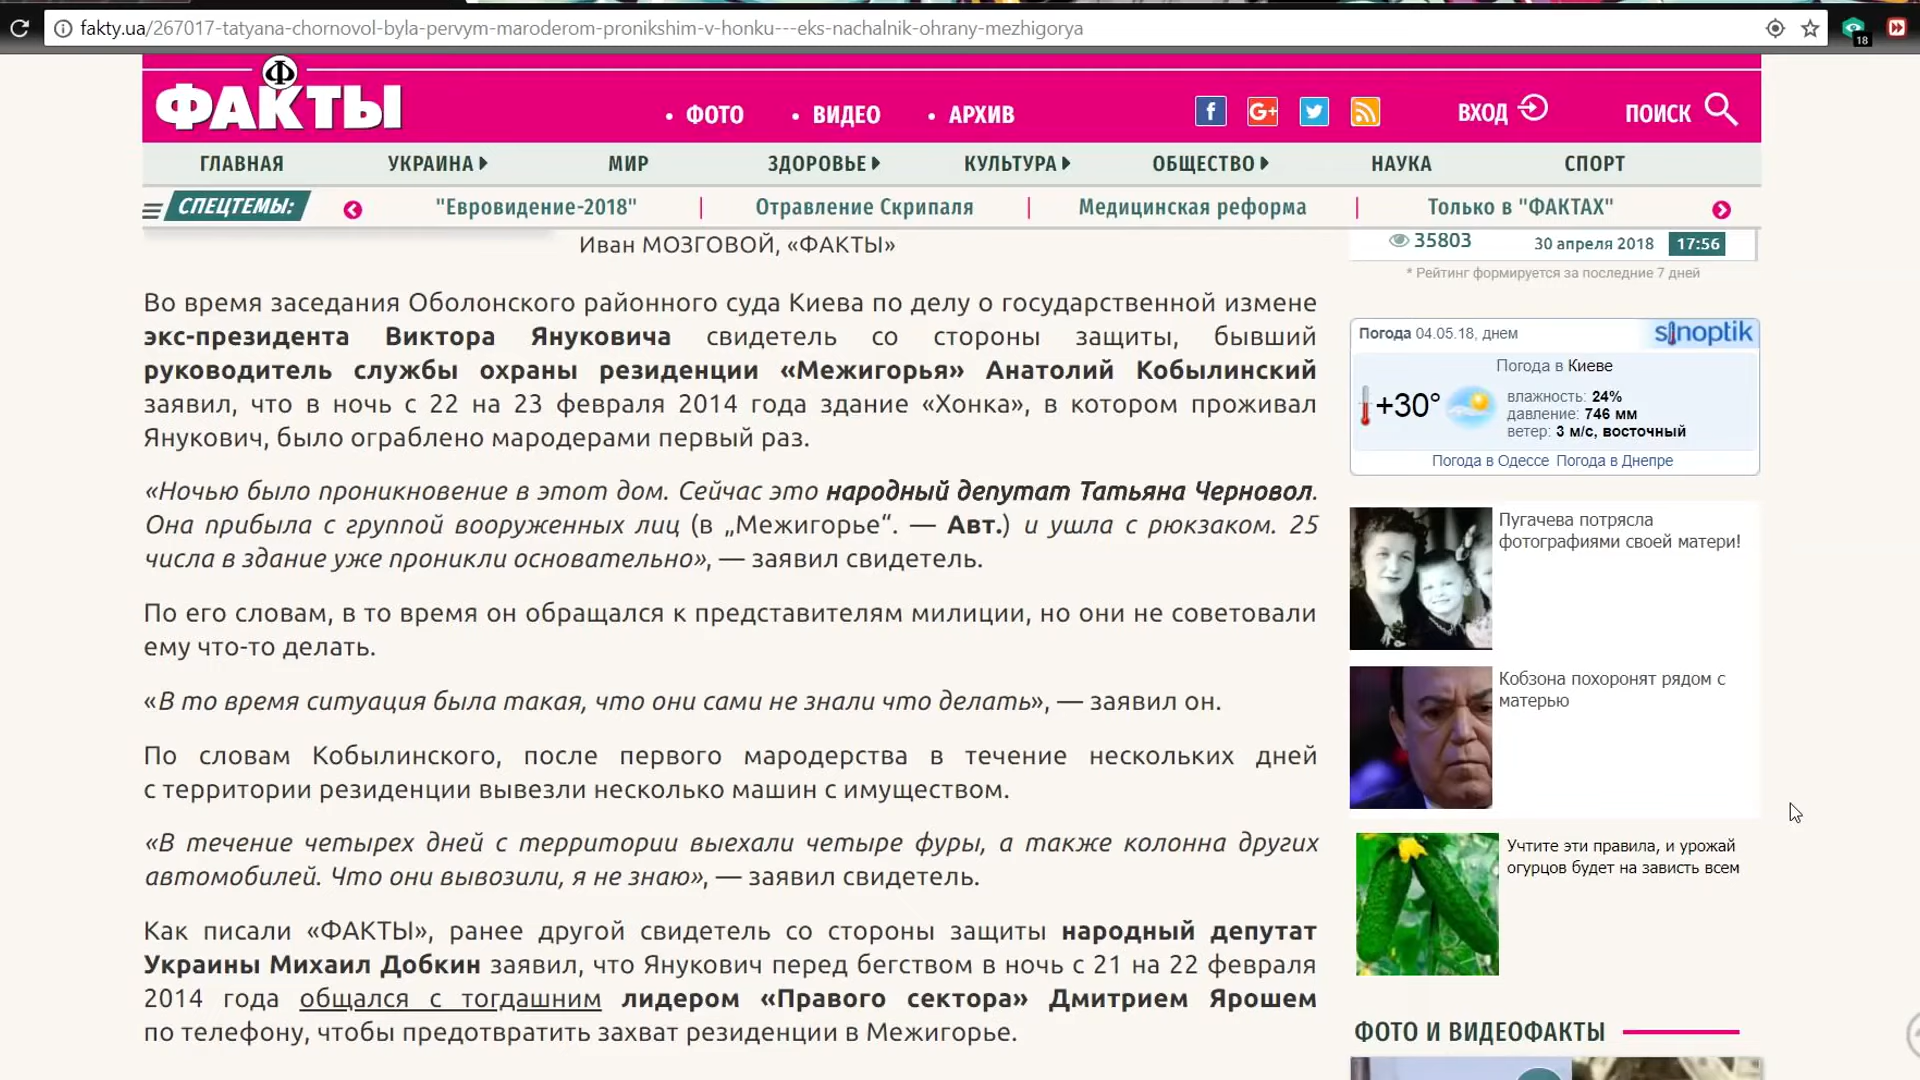 fakty.ua/267017-tatyana-chornovol-byla-pervym-maroderom-pronikshim-v-honku---eks-nachalnik-ohrany-mezhigorya
18
ФАКТЫ
• ФОТО • ВИДЕО • АРХИВ
f G+ ВХОД ПОИСК
ГЛАВНАЯ УКРАИНА МИР ЗДОРОВЬЕ КУЛЬТУРА ОБЩЕСТВО НАУКА СПОРТ
СПЕЦТЕМЫ: "Евровидение-2018" | Отравление Скрипаля | Медицинская реформа | Только в "ФАКТАХ"
Иван МОЗГОВОЙ, «ФАКТЫ»
Во время заседания Оболонского районного суда Киева по делу о государственной измене
экс-президента Виктора Януковича свидетель со стороны защиты, бывший
руководитель службы охраны резиденции «Межигорья» Анатолий Кобылинский
заявил, что в ночь с 22 на 23 февраля 2014 года здание «Хонка», в котором проживал
Янукович, было ограблено мародерами первый раз.
«Ночью было проникновение в этот дом. Сейчас это народный депутат Татьяна Черновол.
Она прибыла с группой вооруженных лиц (в „Межигорье“. — Авт.) и ушла с рюкзаком. 25
числа в здание уже проникли основательно», — заявил свидетель.
По его словам, в то время он обращался к представителям милиции, но они не советовали
ему что-то делать.
«В то время ситуация была такая, что они сами не знали что делать», — заявил он.
По словам Кобылинского, после первого мародерства в течение нескольких дней
с территории резиденции вывезли несколько машин с имуществом.
«В течение четырех дней с территории выехали четыре фуры, а также колонна других
автомобилей. Что они вывозили, я не знаю», — заявил свидетель.
Как писали «ФАКТЫ», ранее другой свидетель со стороны защиты народный депутат
Украины Михаил Добкин заявил, что Янукович перед бегством в ночь с 21 на 22 февраля
2014 года общался с тогдашним лидером «Правого сектора» Дмитрием Ярошем
по телефону, чтобы предотвратить захват резиденции в Межигорье.
35803 30 апреля 2018 17:56
* Рейтинг формируется за последние 7 дней
Погода 04.05.18, днем sinoptik
Погода в Киеве
+30°
влажность: 24%
давление: 746 мм
ветер: 3 м/с, восточный
Погода в Одессе Погода в Днепре
Пугачева потрясла
фотографиями своей матери!
Кобзона похоронят рядом с
матерью
Учтите эти правила, и урожай
огурцов будет на зависть всем
ФОТО И ВИДЕОФАКТЫ